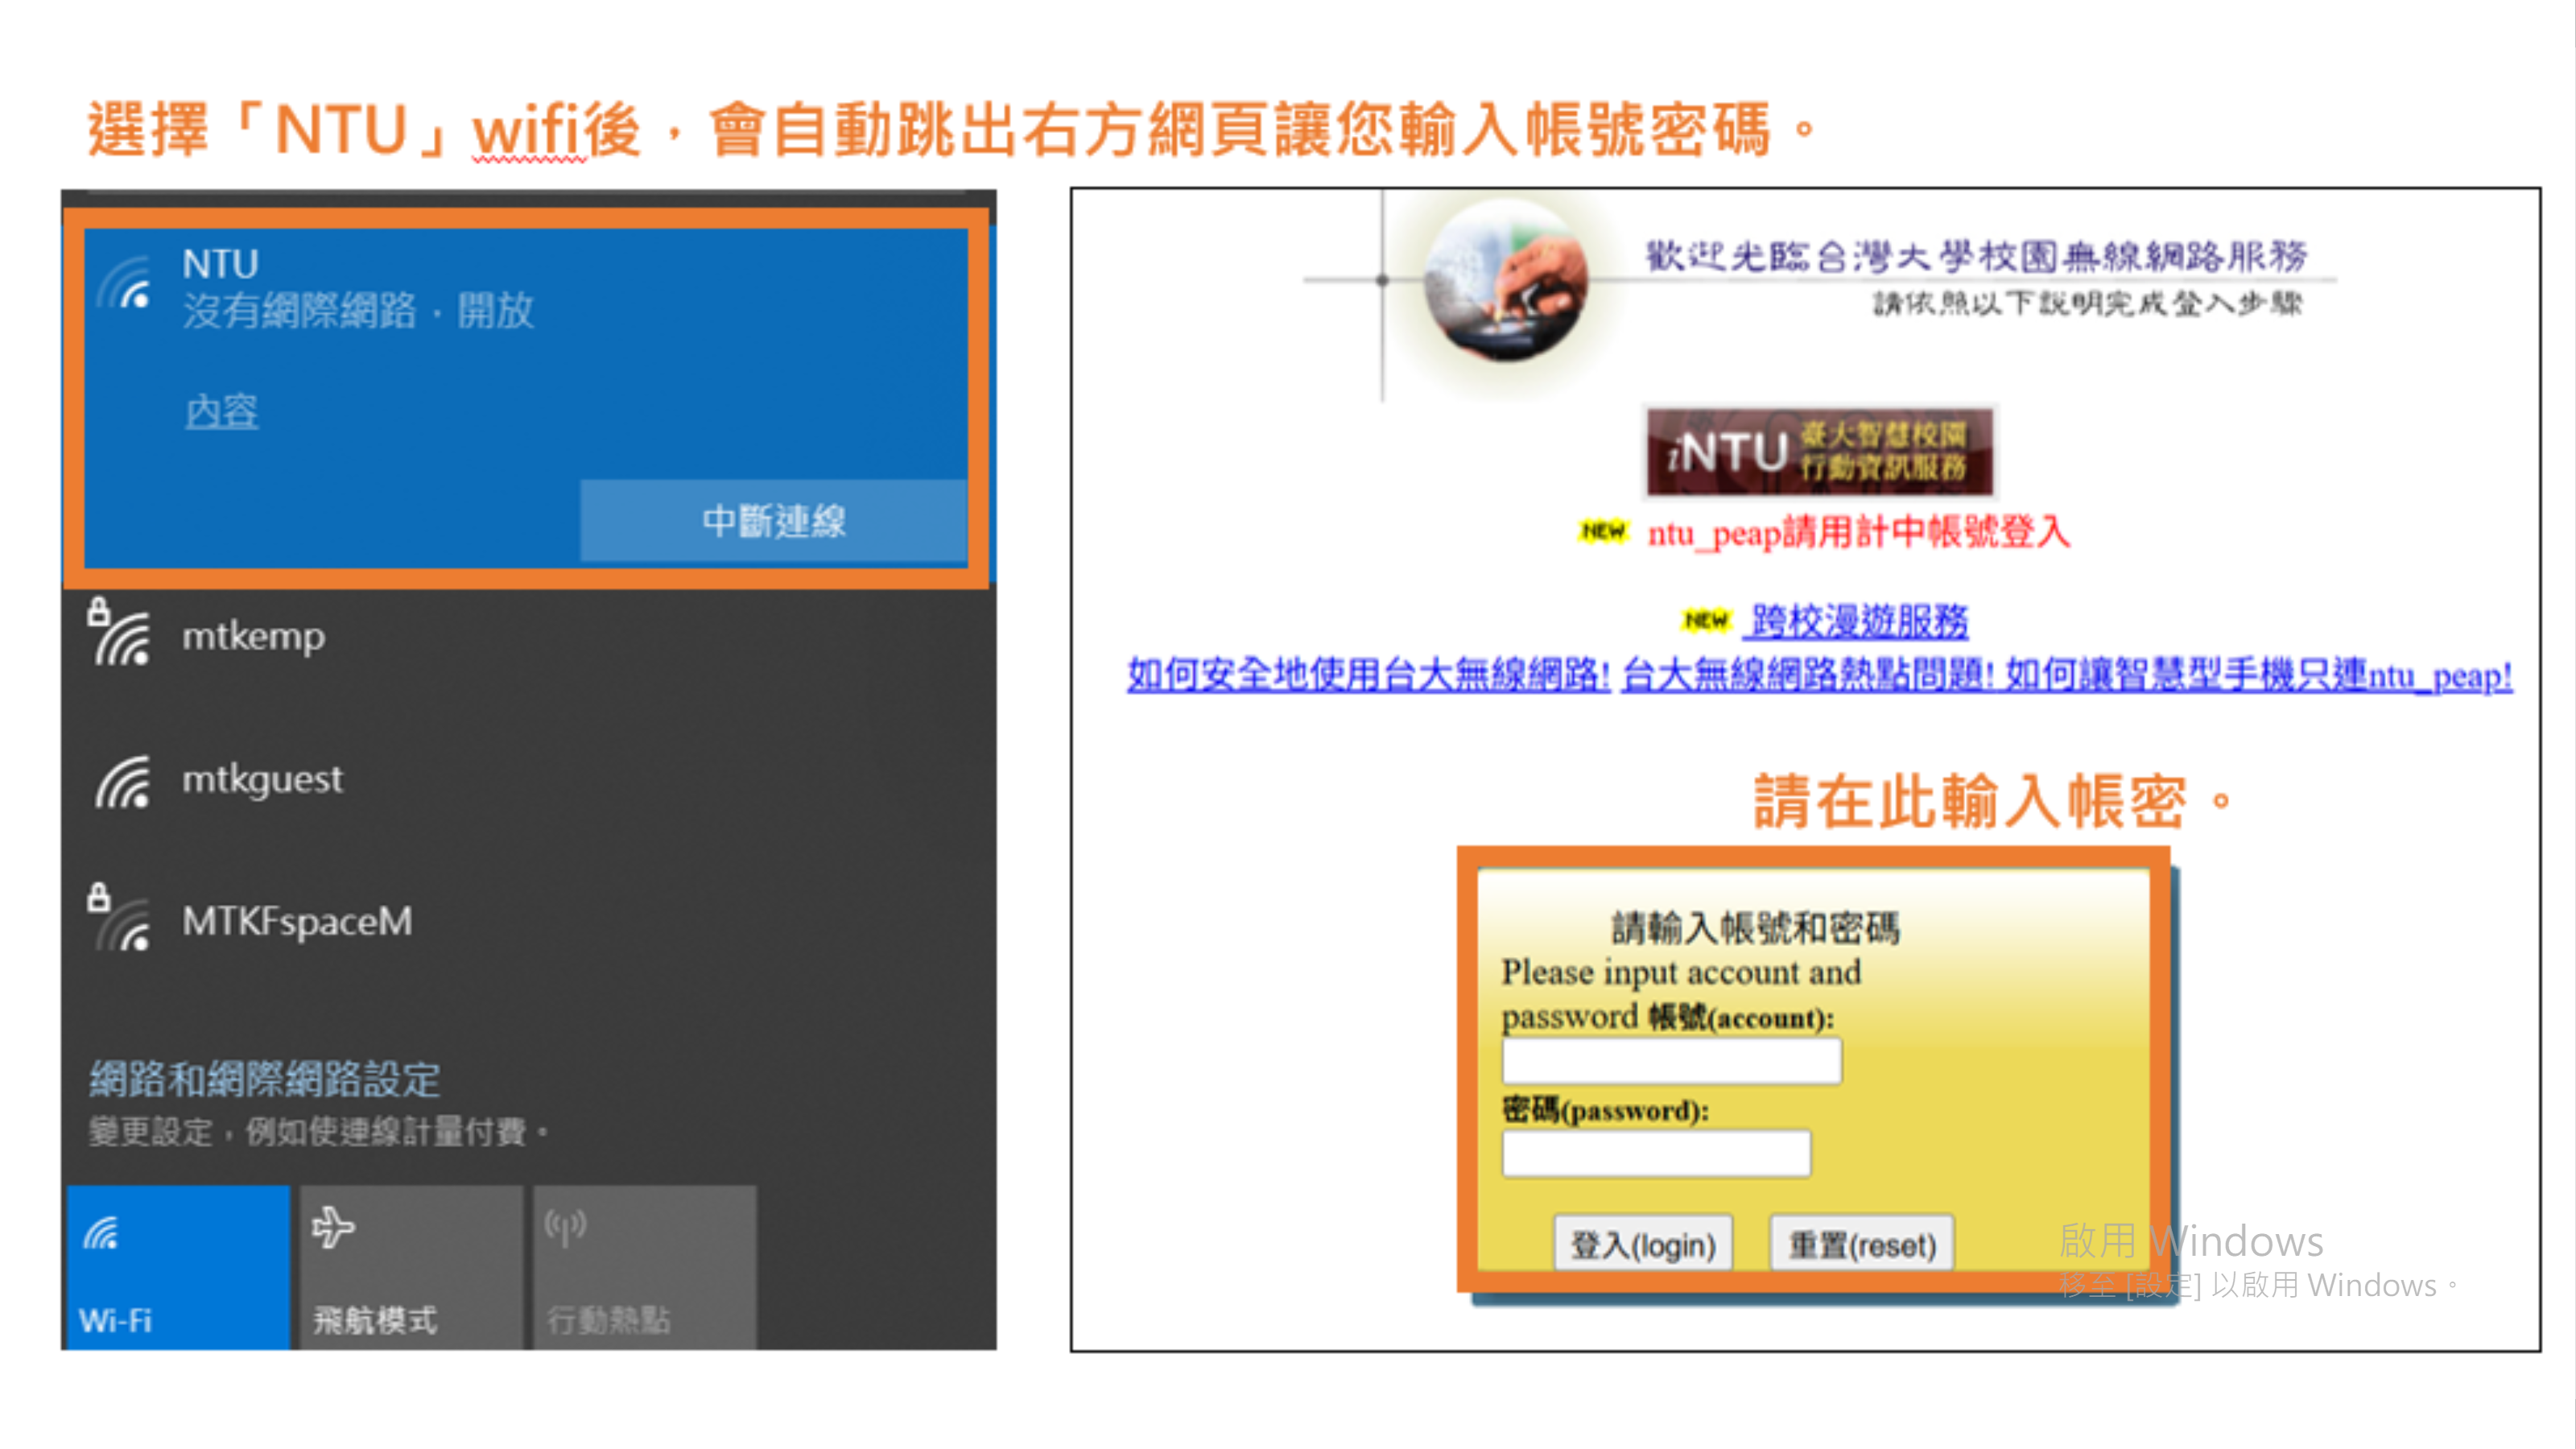 選擇「NTU」wifi後，會自動跳出右方網頁讓您輸入帳號密碼。
NTU
沒有網際網路，開放
內容
中斷連線
mtkemp
mtkguest
MTKFspaceM
網路和網際網路設定
變更設定，例如使連線計量付費。
Wi-Fi
飛航模式
行動熱點
歡迎光臨台灣大學校園無線網路服務
請依照以下說明完成登入步驟
iNTU 臺大智慧校園
行動資訊服務
NEW ntu_peap請用計中帳號登入
NEW 跨校漫遊服務
如何安全地使用台大無線網路! 台大無線網路熱點問題! 如何讓智慧型手機只連ntu_peap!
請在此輸入帳密。
請輸入帳號和密碼
Please input account and
password 帳號(account):
密碼(password):
登入(login) 重置(reset)
啟用 Windows
移至 [設定] 以啟用 Windows。